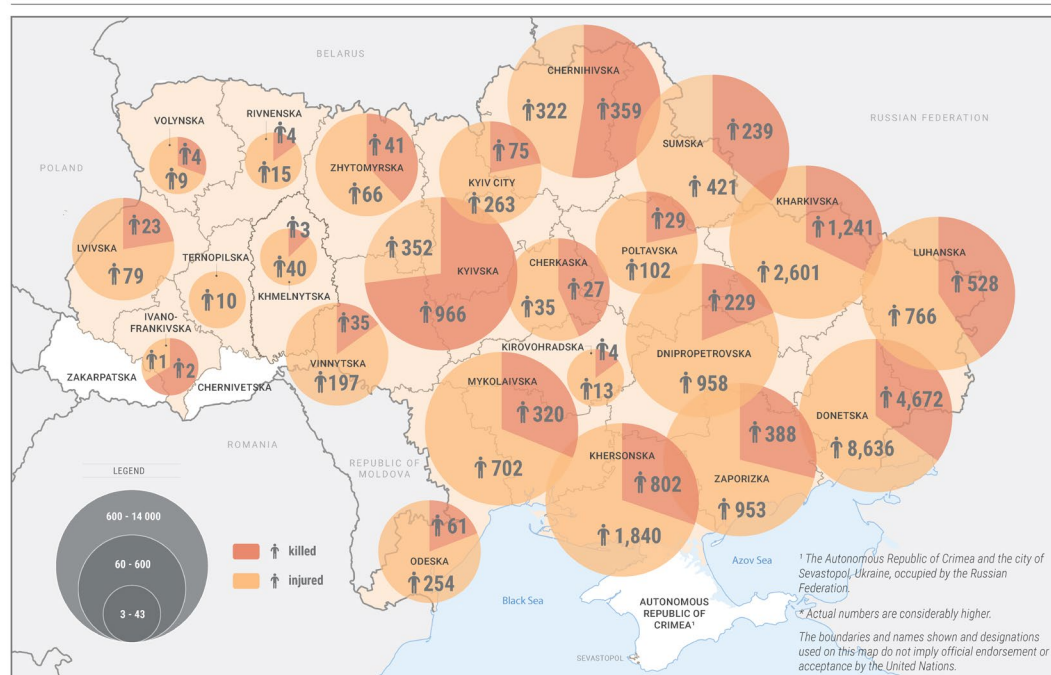 BELARUS
POLAND
RUSSIAN FEDERATION
ROMANIA
REPUBLIC OF
MOLDOVA
VOLYNSKA
4
9
RIVNENSKA
4
15
ZHYTOMYRSKA
41
66
KYIV CITY
75
263
CHERNIHIVSKA
322
359
SUMSKA
239
421
KHARKIVSKA
1,241
2,601
LUHANSKA
528
766
LVIVSKA
23
79
TERNOPILSKA
10
KHMELNYTSKA
3
40
KYIVSKA
352
966
CHERKASKA
27
35
POLTAVSKA
29
102
IVANO-
FRANKIVSKA
1
2
ZAKARPATSKA
CHERNIVETSKA
VINNYTSKA
35
197
KIROVOHRADSKA
4
13
DNIPROPETROVSKA
229
958
DONETSKA
4,672
8,636
MYKOLAIVSKA
320
702
KHERSONSKA
802
1,840
ZAPORIZKA
388
953
ODESKA
61
254
Black Sea
Azov Sea
AUTONOMOUS
REPUBLIC OF
CRIMEA¹
SEVASTOPOL
LEGEND
600 - 14 000
60 - 600
3 - 43
killed
injured
¹ The Autonomous Republic of Crimea and the city of
Sevastopol, Ukraine, occupied by the Russian
Federation.
* Actual numbers are considerably higher.
The boundaries and names shown and designations
used on this map do not imply official endorsement or
acceptance by the United Nations.